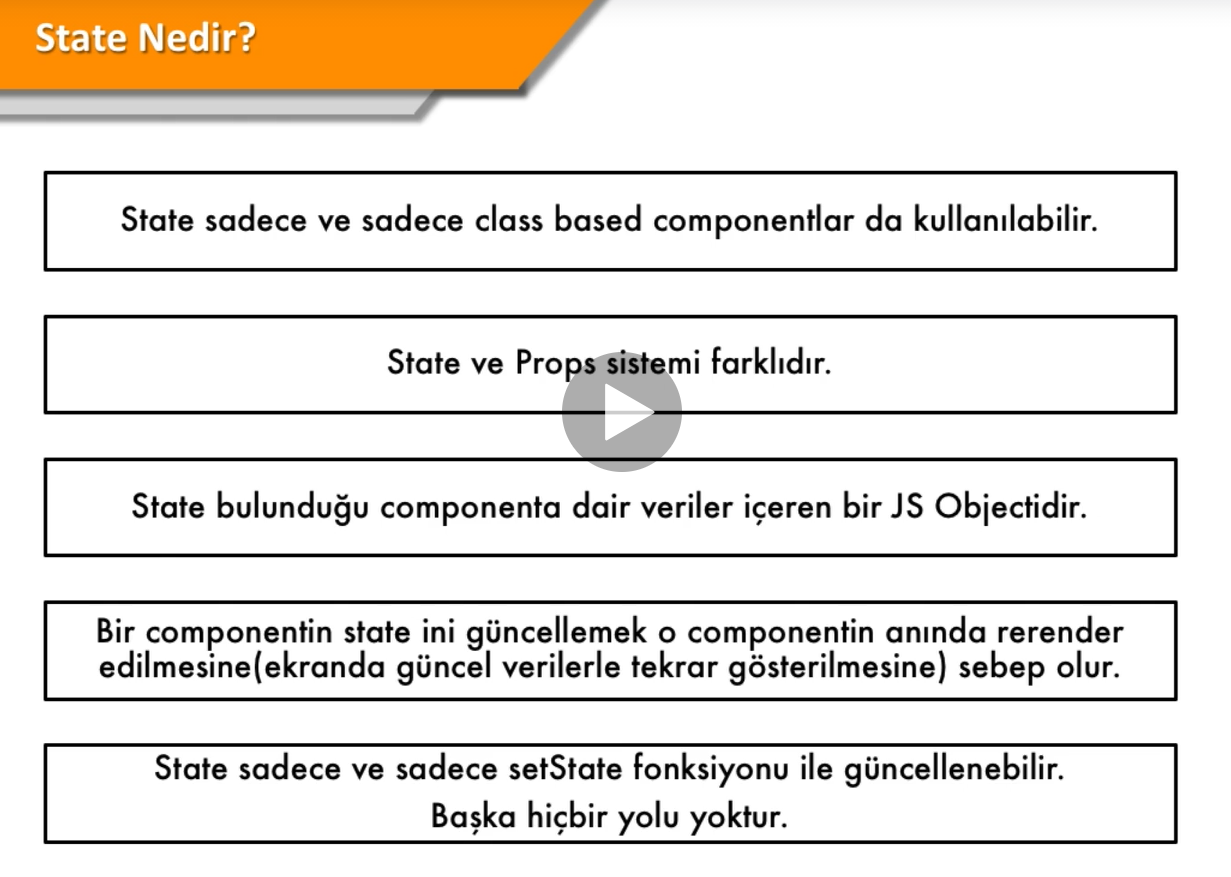 State Nedir?
State sadece ve sadece class based componentlar da kullanılabilir.
State ve Props sistemi farklıdır.
State bulunduğu componenta dair veriler içeren bir JS Objectidir.
Bir componentin state ini güncellemek o componentin anında rerender
edilmesine(ekranda güncel verilerle tekrar gösterilmesine) sebep olur.
State sadece ve sadece setState fonksiyonu ile güncellenebilir.
Başka hiçbir yolu yoktur.